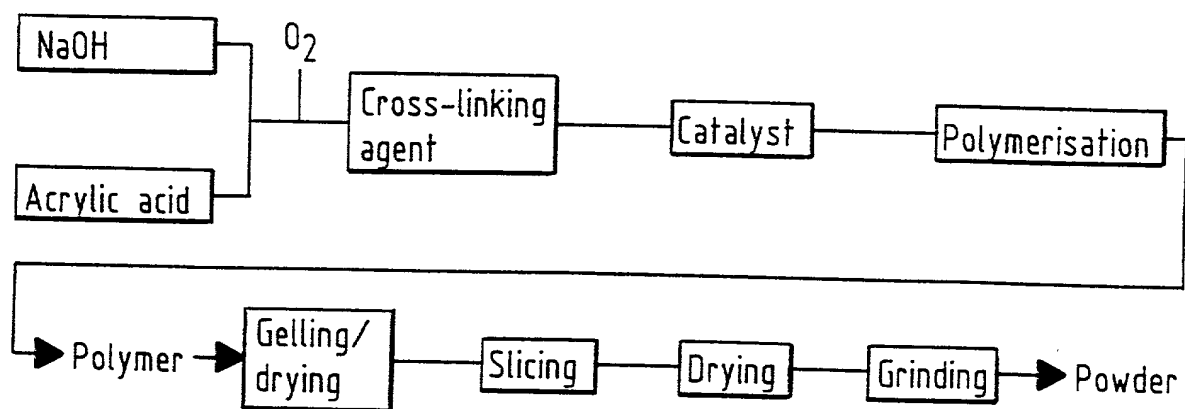 NaOH
O2
Cross-linking
agent
Catalyst
Polymerisation
Acrylic acid
Polymer
Gelling/
drying
Slicing
Drying
Grinding
Powder